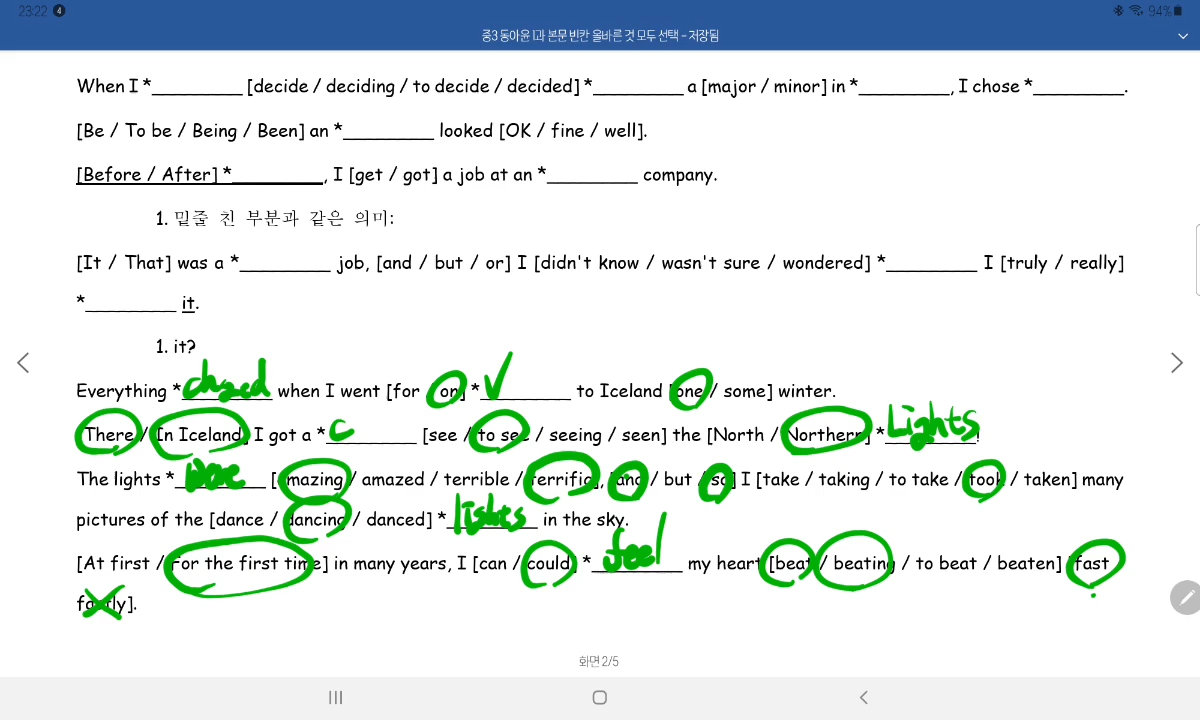 23:22 4 94%
중3 동아윤 I과 본문 빈칸 올바른 것 모두 선택 - 저장됨
When I *________ [decide / deciding / to decide / decided] *________ a [major / minor] in *________, I chose *________.
[Be / To be / Being / Been] an *________ looked [OK / fine / well].
[Before / After] *________, I [get / got] a job at an *________ company.
1. 밑줄 친 부분과 같은 의미:
[It / That] was a *________ job, [and / but / or] I [didn't know / wasn't sure / wondered] *________ I [truly / really]
*________ it.
1. it?
Everything *________ when I went [for / on] *V________ to Iceland [one / some] winter.
[There / In Iceland] I got a *C________ [see / to see / seeing / seen] the [North / Northern] *Lights!
The lights *were [amazing / amazed / terrible / terrific], [and / but / so] I [take / taking / to take / took / taken] many
pictures of the [dance / dancing / danced] *lights in the sky.
[At first / For the first time] in many years, I [can / could] *feel my heart [beat / beating / to beat / beaten] [fast
fastly].
화면 2/5